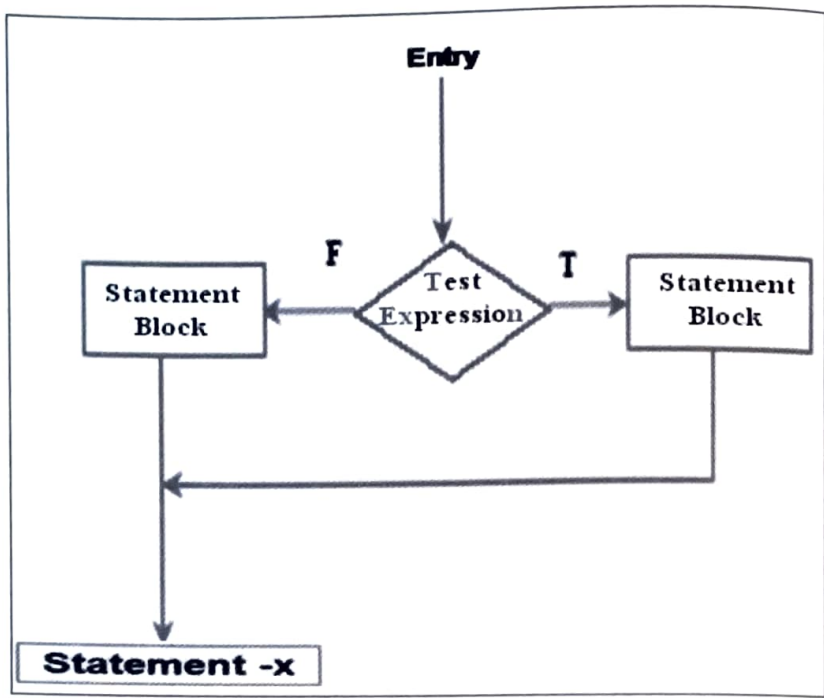 Entry
F
T
Statement
Block
Test
Expression
Statement
Block
Statement -x